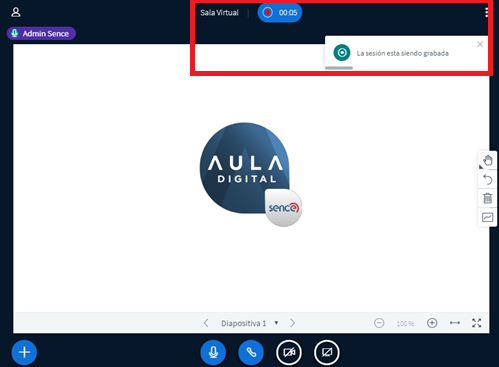 Sala Virtual
00:05
Admin Sence
La sesión esta siendo grabada
AULA
DIGITAL
sence
Diapositiva 1
100 %